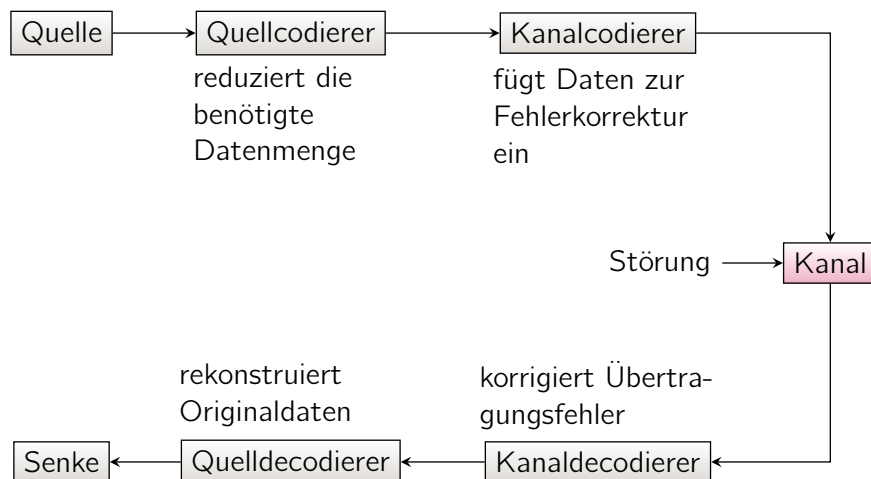 Quelle
Quellcodierer
Kanalcodierer
reduziert die
benötigte
Datenmenge
fügt Daten zur
Fehlerkorrektur
ein
Störung
Kanal
rekonstruiert
Originaldaten
korrigiert Übertra-
gungsfehler
Senke
Quelldecodierer
Kanaldecodierer